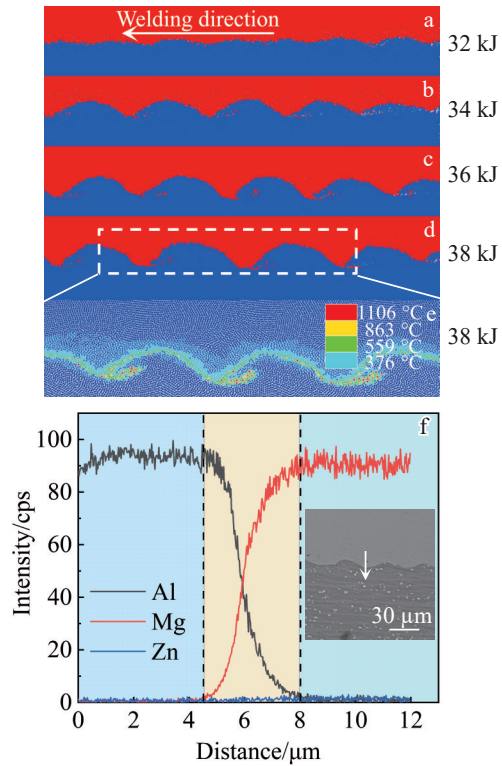 Welding direction
a
32 kJ
b
34 kJ
c
36 kJ
d
38 kJ
1106 °C e
863 °C
559 °C
376 °C
38 kJ
f
100
80
60
40
20
0
Intensity/cps
Al
Mg
Zn
30 μm
0 2 4 6 8 10 12
Distance/μm